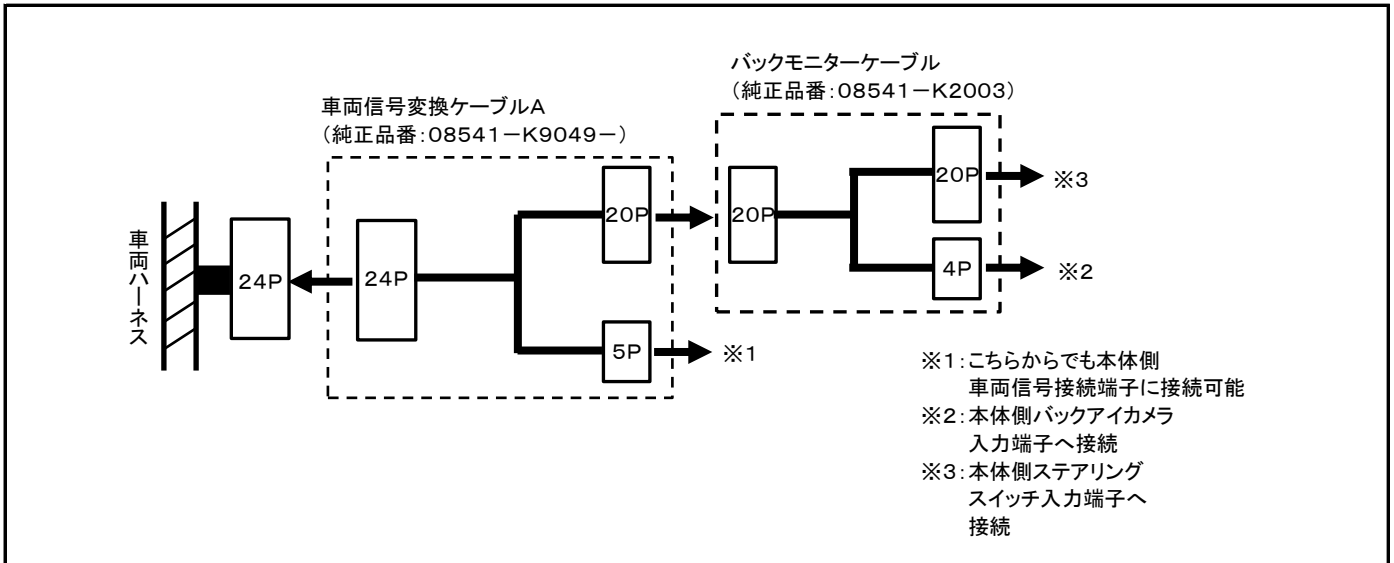 バックモニターケーブル
（純正品番：08541－K2003）
車両信号変換ケーブルA
（純正品番：08541－K9049－）
車両ハーネス
24P
24P
20P
5P
※1
20P
20P
※3
4P
※2
※1：こちらからでも本体側
車両信号接続端子に接続可能
※2：本体側バックアイカメラ
入力端子へ接続
※3：本体側ステアリング
スイッチ入力端子へ
接続